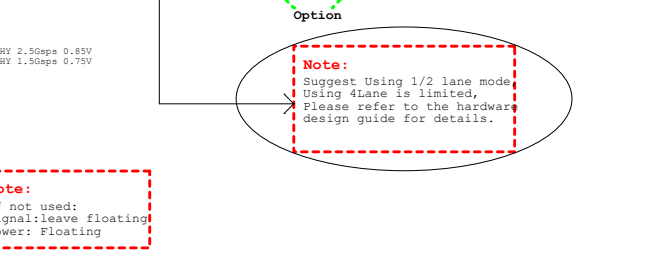 Option
HY 2.5Gsps 0.85V
HY 1.5Gsps 0.75V
Note:
Suggest Using 1/2 lane mode,
Using 4Lane is limited,
Please refer to the hardware
design guide for details.
ote:
not used:
gnal:leave floating
wer: Floating